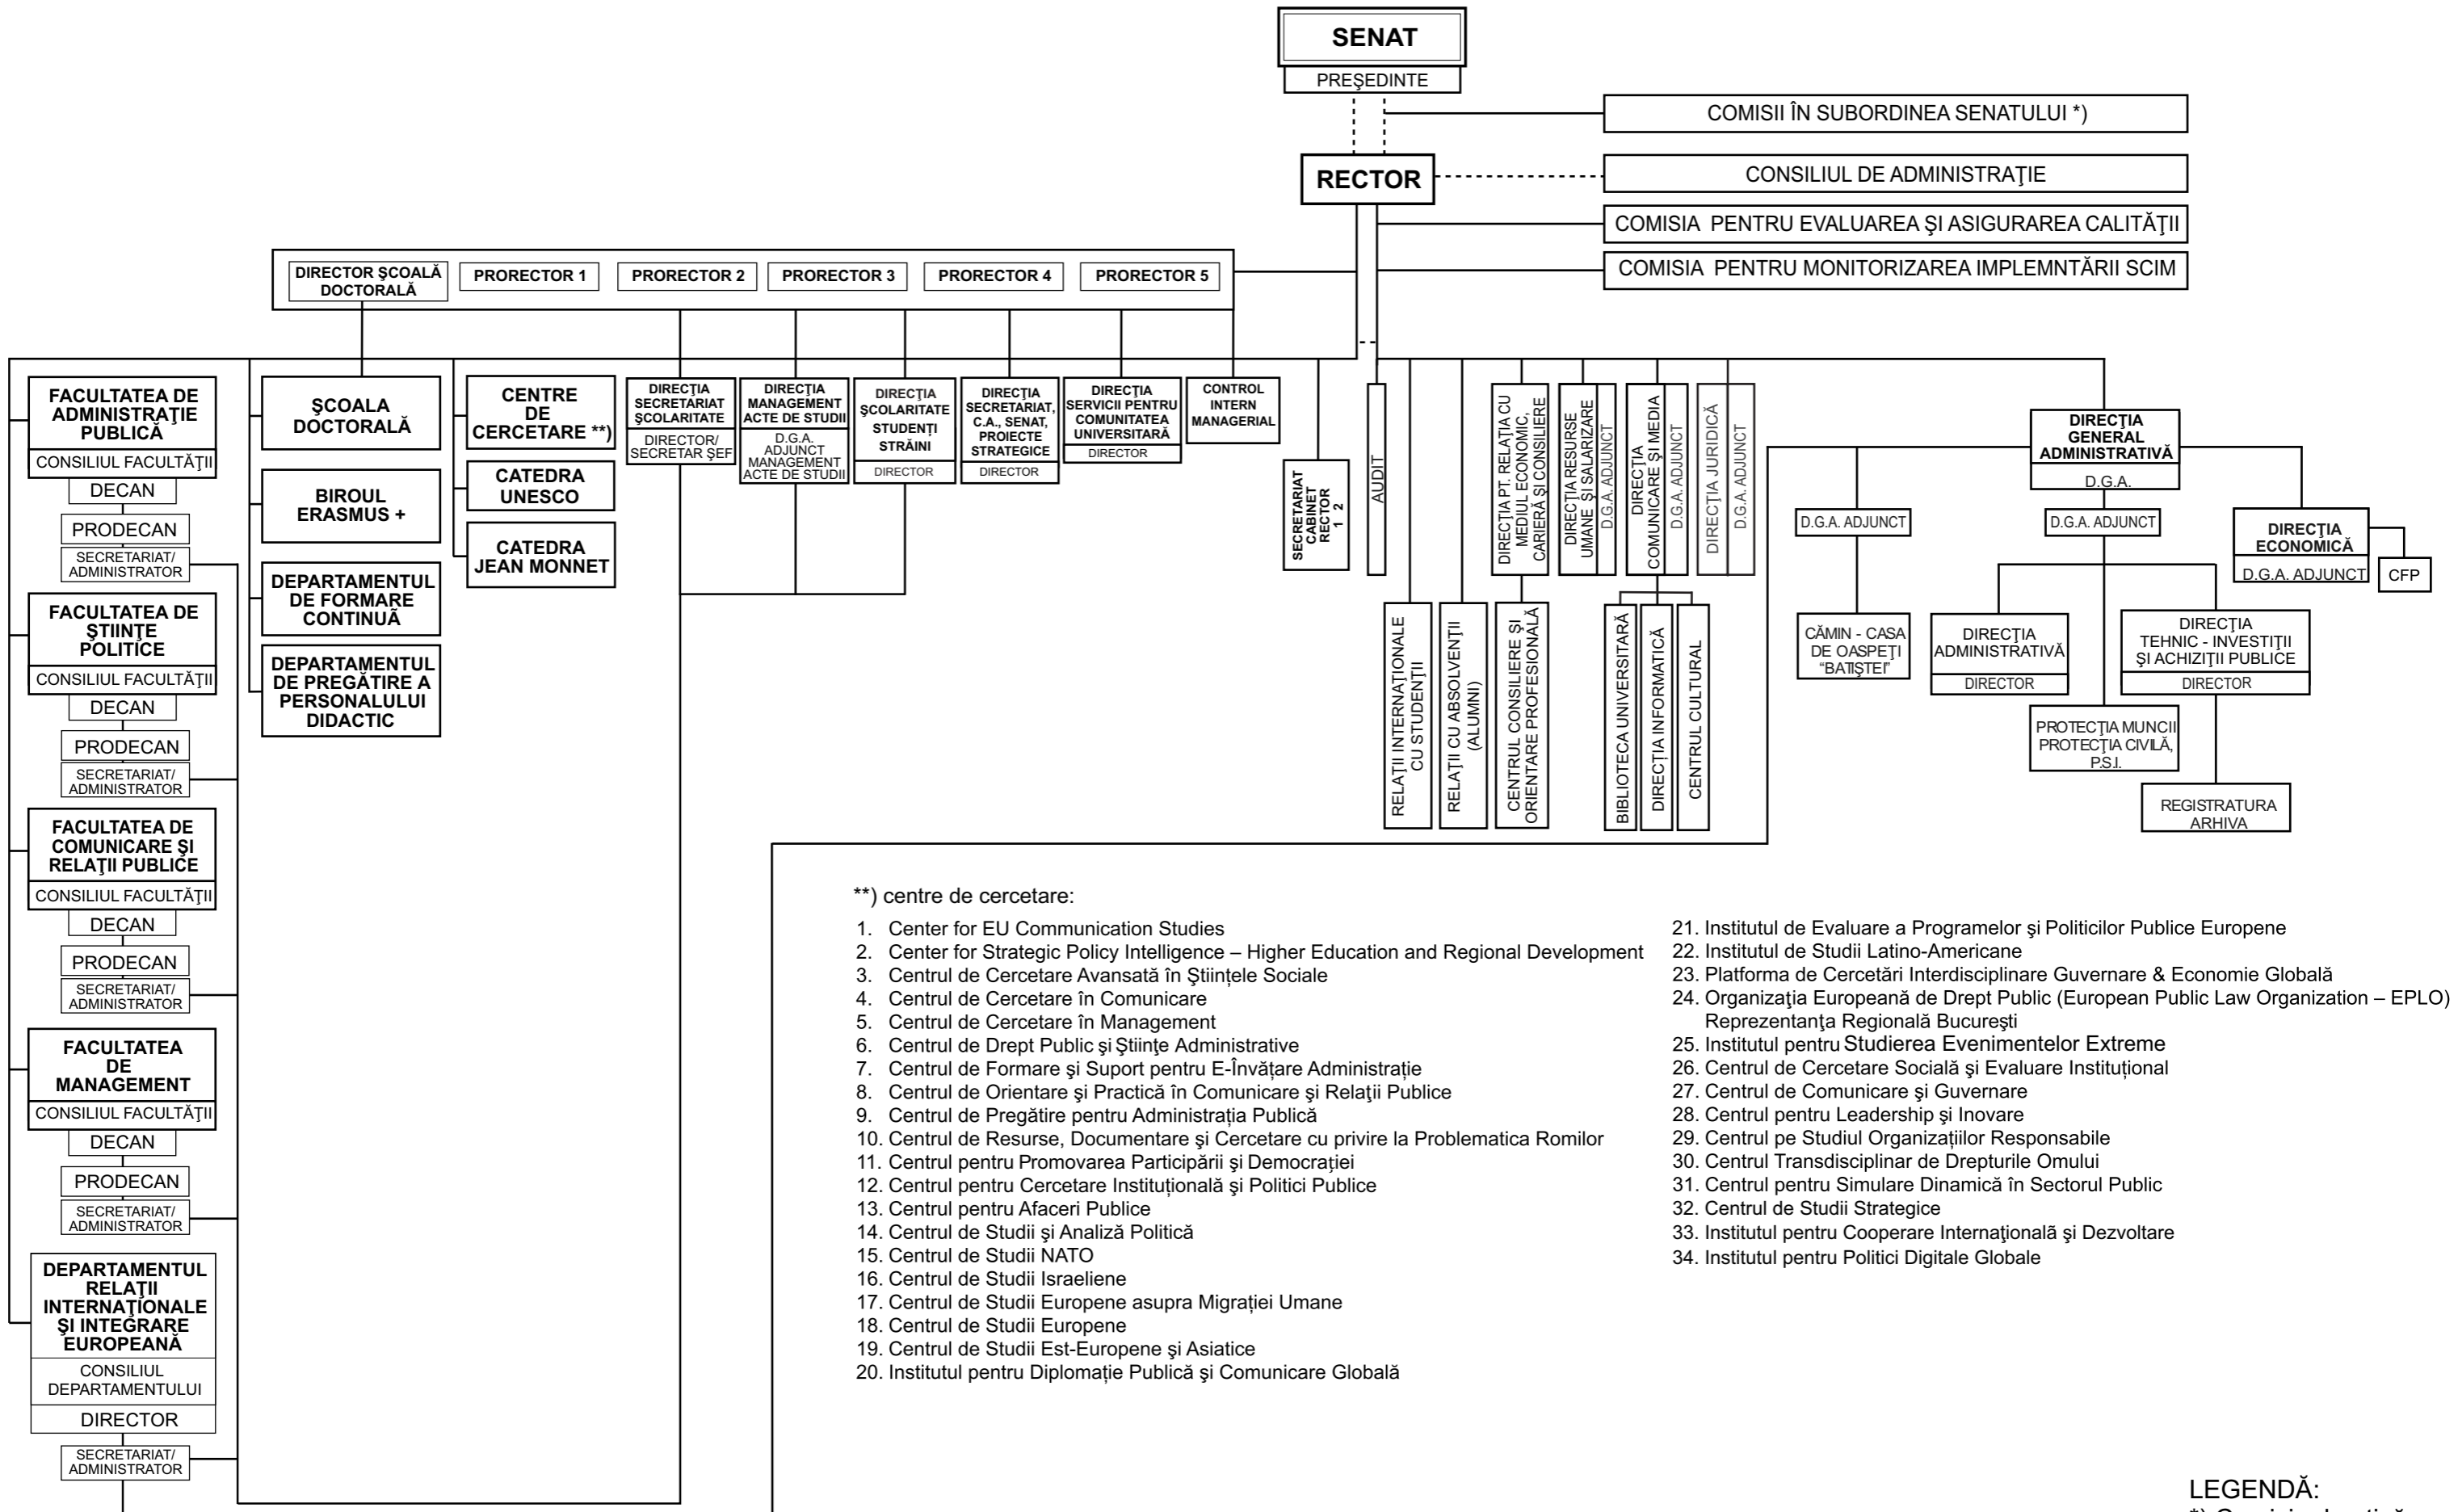 SENAT
PREŞEDINTE
COMISII ÎN SUBORDINEA SENATULUI *)
RECTOR
CONSILIUL DE ADMINISTRAŢIE
COMISIA PENTRU EVALUAREA ŞI ASIGURAREA CALITĂŢII
COMISIA PENTRU MONITORIZAREA IMPLEMNTĂRII SCIM
DIRECTOR ŞCOALĂ
DOCTORALĂ
PRORECTOR 1
PRORECTOR 2
PRORECTOR 3
PRORECTOR 4
PRORECTOR 5
FACULTATEA DE
ADMINISTRAŢIE
PUBLICĂ
CONSILIUL FACULTĂŢII
DECAN
PRODECAN
SECRETARIAT/
ADMINISTRATOR
FACULTATEA DE
ŞTIINŢE
POLITICE
CONSILIUL FACULTĂŢII
DECAN
PRODECAN
SECRETARIAT/
ADMINISTRATOR
FACULTATEA DE
COMUNICARE ŞI
RELAŢII PUBLICE
CONSILIUL FACULTĂŢII
DECAN
PRODECAN
SECRETARIAT/
ADMINISTRATOR
FACULTATEA
DE
MANAGEMENT
CONSILIUL FACULTĂŢII
DECAN
PRODECAN
SECRETARIAT/
ADMINISTRATOR
DEPARTAMENTUL
RELAŢII
INTERNAŢIONALE
ŞI INTEGRARE
EUROPEANĂ
CONSILIUL
DEPARTAMENTULUI
DIRECTOR
SECRETARIAT/
ADMINISTRATOR
ŞCOALA
DOCTORALĂ
BIROUL
ERASMUS +
DEPARTAMENTUL
DE FORMARE
CONTINUÃ
DEPARTAMENTUL
DE PREGĂTIRE A
PERSONALULUI
DIDACTIC
CENTRE
DE
CERCETARE **)
CATEDRA
UNESCO
CATEDRA
JEAN MONNET
DIRECŢIA
SECRETARIAT
ŞCOLARITATE
DIRECTOR/
SECRETAR ŞEF
DIRECŢIA
MANAGEMENT
ACTE DE STUDII
D.G.A.
ADJUNCT
MANAGEMENT
ACTE DE STUDII
DIRECŢIA
ŞCOLARITATE
STUDENȚI
STRĂINI
DIRECTOR
DIRECŢIA
SECRETARIAT,
C.A., SENAT,
PROIECTE
STRATEGICE
DIRECTOR
DIRECŢIA
SERVICII PENTRU
COMUNITATEA
UNIVERSITARĂ
DIRECTOR
CONTROL
INTERN
MANAGERIAL
SECRETARIAT
CABINET
RECTOR
1 2
AUDIT
RELAŢII INTERNAŢIONALE
CU STUDENŢII
RELAŢII CU ABSOLVENŢII
(ALUMNI)
DIRECŢIA PT. RELAŢIA CU
MEDIUL ECONOMIC,
CARIERĂ ŞI CONSILIERE
CENTRUL CONSILIERE ŞI
ORIENTARE PROFESIONALĂ
DIRECŢIA RESURSE
UMANE ŞI SALARIZARE
D.G.A. ADJUNCT
DIRECŢIA
COMUNICARE ŞI MEDIA
D.G.A. ADJUNCT
BIBLIOTECA UNIVERSITARĂ
DIRECȚIA INFORMATICĂ
CENTRUL CULTURAL
DIRECŢIA JURIDICĂ
D.G.A. ADJUNCT
DIRECŢIA
GENERAL
ADMINISTRATIVĂ
D.G.A.
D.G.A. ADJUNCT
D.G.A. ADJUNCT
DIRECŢIA
ECONOMICĂ
D.G.A. ADJUNCT
CFP
CĂMIN - CASA
DE OASPEŢI
“BATIŞTEI”
DIRECŢIA
ADMINISTRATIVĂ
DIRECTOR
DIRECŢIA
TEHNIC - INVESTIŢII
ŞI ACHIZIŢII PUBLICE
DIRECTOR
PROTECŢIA MUNCII
PROTECŢIA CIVILĂ,
P.S.I.
REGISTRATURA
ARHIVA
**) centre de cercetare:
1. Center for EU Communication Studies
2. Center for Strategic Policy Intelligence – Higher Education and Regional Development
3. Centrul de Cercetare Avansată în Ştiințele Sociale
4. Centrul de Cercetare în Comunicare
5. Centrul de Cercetare în Management
6. Centrul de Drept Public şi Ştiinţe Administrative
7. Centrul de Formare şi Suport pentru E-Învățare Administrație
8. Centrul de Orientare şi Practică în Comunicare şi Relaţii Publice
9. Centrul de Pregătire pentru Administrația Publică
10. Centrul de Resurse, Documentare şi Cercetare cu privire la Problematica Romilor
11. Centrul pentru Promovarea Participării şi Democrației
12. Centrul pentru Cercetare Instituțională şi Politici Publice
13. Centrul pentru Afaceri Publice
14. Centrul de Studii şi Analiză Politică
15. Centrul de Studii NATO
16. Centrul de Studii Israeliene
17. Centrul de Studii Europene asupra Migrației Umane
18. Centrul de Studii Europene
19. Centrul de Studii Est-Europene şi Asiatice
20. Institutul pentru Diplomație Publică şi Comunicare Globală
21. Institutul de Evaluare a Programelor şi Politicilor Publice Europene
22. Institutul de Studii Latino-Americane
23. Platforma de Cercetări Interdisciplinare Guvernare & Economie Globală
24. Organizaţia Europeană de Drept Public (European Public Law Organization – EPLO)
Reprezentanţa Regională Bucureşti
25. Institutul pentru Studierea Evenimentelor Extreme
26. Centrul de Cercetare Socială şi Evaluare Instituțional
27. Centrul de Comunicare şi Guvernare
28. Centrul pentru Leadership şi Inovare
29. Centrul pe Studiul Organizațiilor Responsabile
30. Centrul Transdisciplinar de Drepturile Omului
31. Centrul pentru Simulare Dinamică în Sectorul Public
32. Centrul de Studii Strategice
33. Institutul pentru Cooperare Internaţională şi Dezvoltare
34. Institutul pentru Politici Digitale Globale
LEGENDĂ: